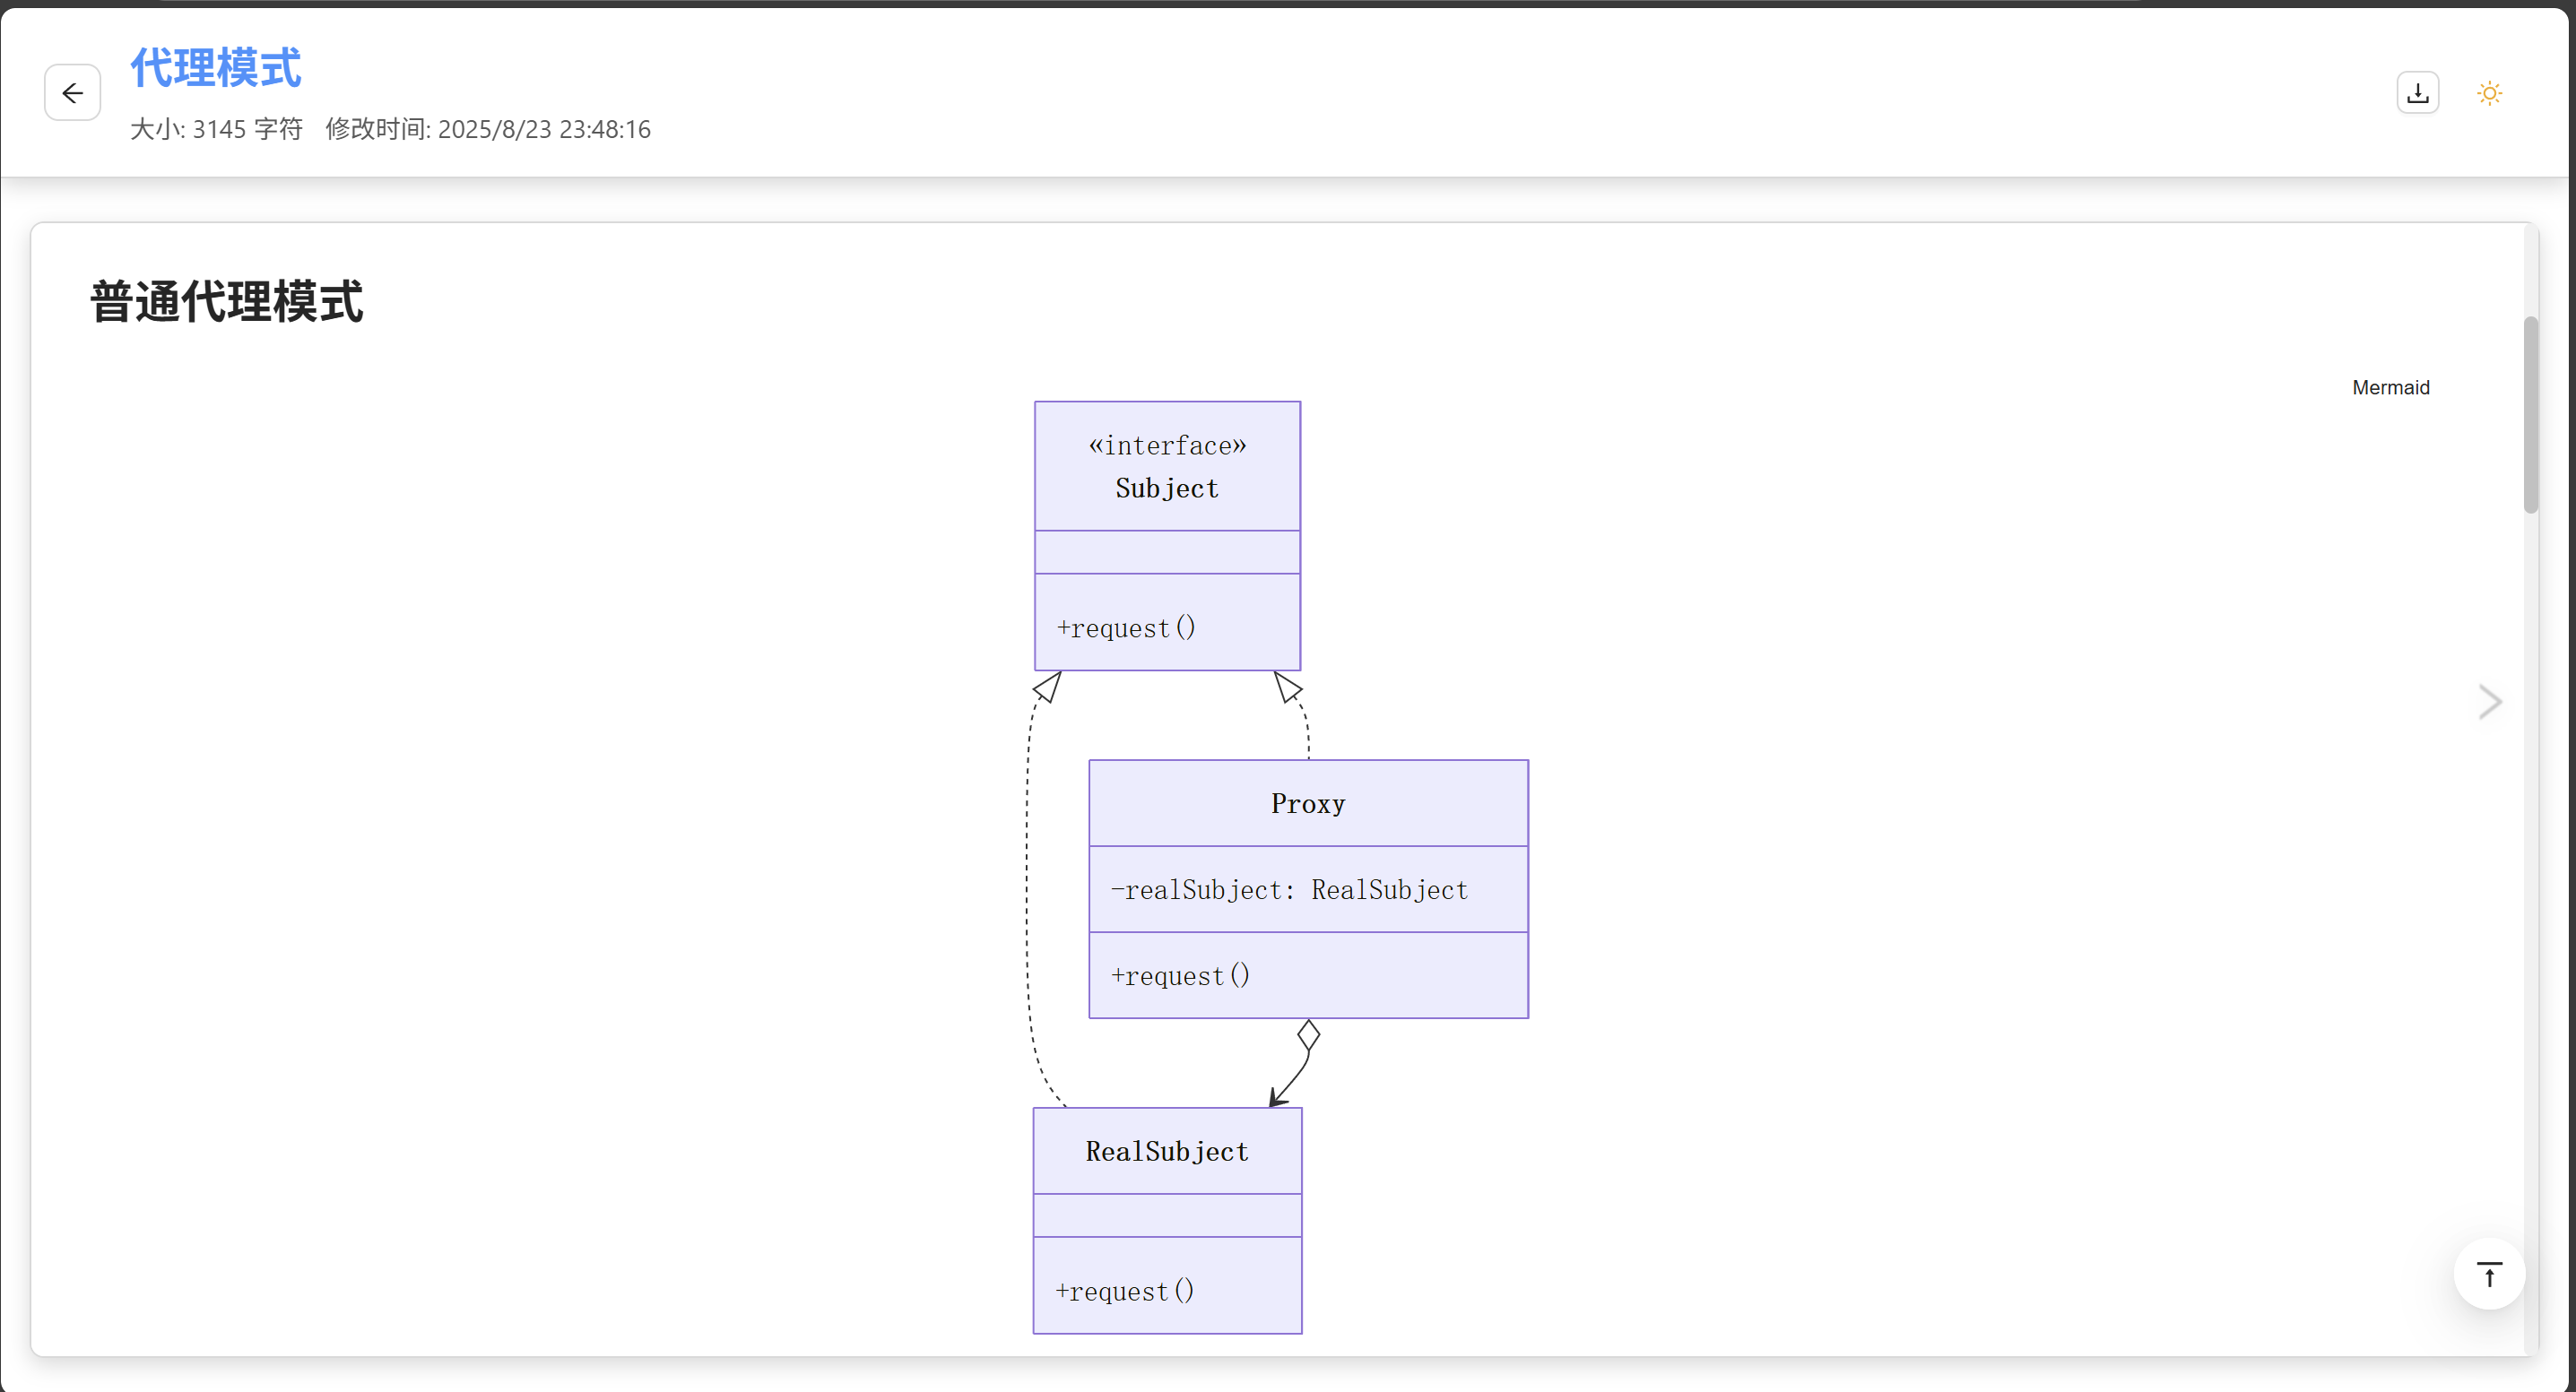 代理模式
大小: 3145 字符 修改时间: 2025/8/23 23:48:16
普通代理模式
Mermaid
«interface»
Subject
+request()
Proxy
-realSubject: RealSubject
+request()
RealSubject
+request()